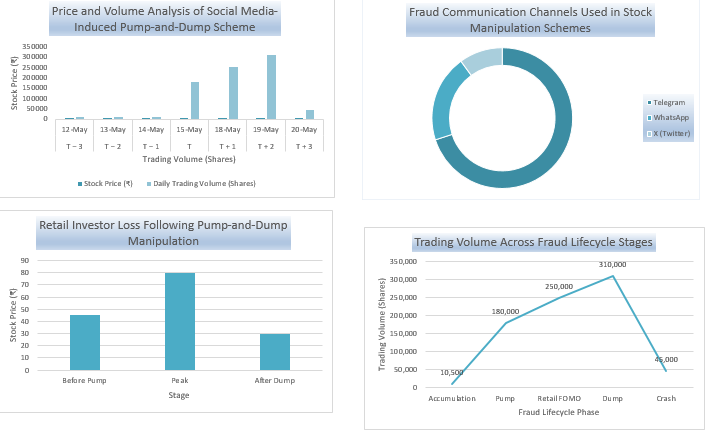 Price and Volume Analysis of Social Media-
Induced Pump-and-Dump Scheme
Stock Price (₹)
350000
300000
250000
200000
150000
100000
50000
0
12-May 13-May 14-May 15-May 18-May 19-May 20-May
T – 3 T – 2 T – 1 T T + 1 T + 2 T + 3
Trading Volume (Shares)
Stock Price (₹) Daily Trading Volume (Shares)
Fraud Communication Channels Used in Stock
Manipulation Schemes
Telegram
WhatsApp
X (Twitter)
Retail Investor Loss Following Pump-and-Dump
Manipulation
Stock Price (₹)
90
80
70
60
50
40
30
20
10
0
Before Pump Peak After Dump
Stage
Trading Volume Across Fraud Lifecycle Stages
Trading Volume (Shares)
350,000
300,000
250,000
200,000
150,000
100,000
50,000
0
10,500
180,000
250,000
310,000
45,000
Accumulation Pump Retail FOMO Dump Crash
Fraud Lifecycle Phase